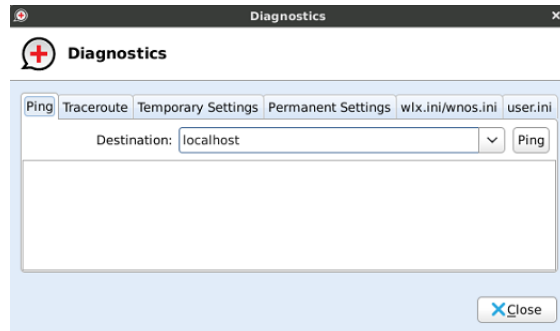 Diagnostics
Diagnostics
Ping Traceroute Temporary Settings Permanent Settings wlx.ini/wnos.ini user.ini
Destination: localhost Ping
Close